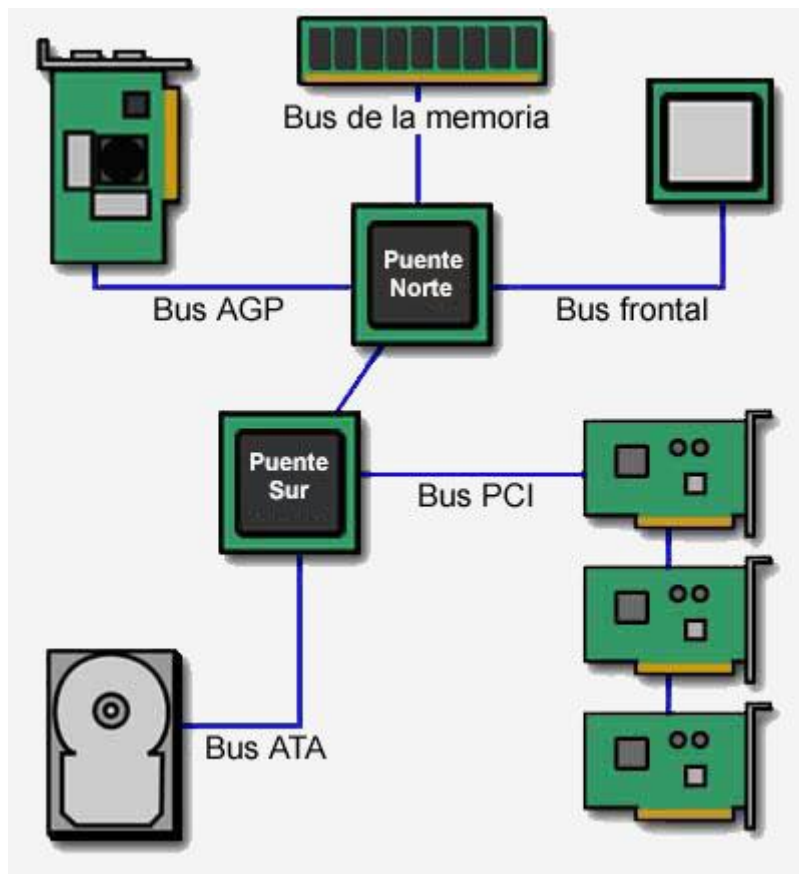 Bus de la memoria
Puente
Norte
Bus AGP
Bus frontal
Puente
Sur
Bus PCI
Bus ATA